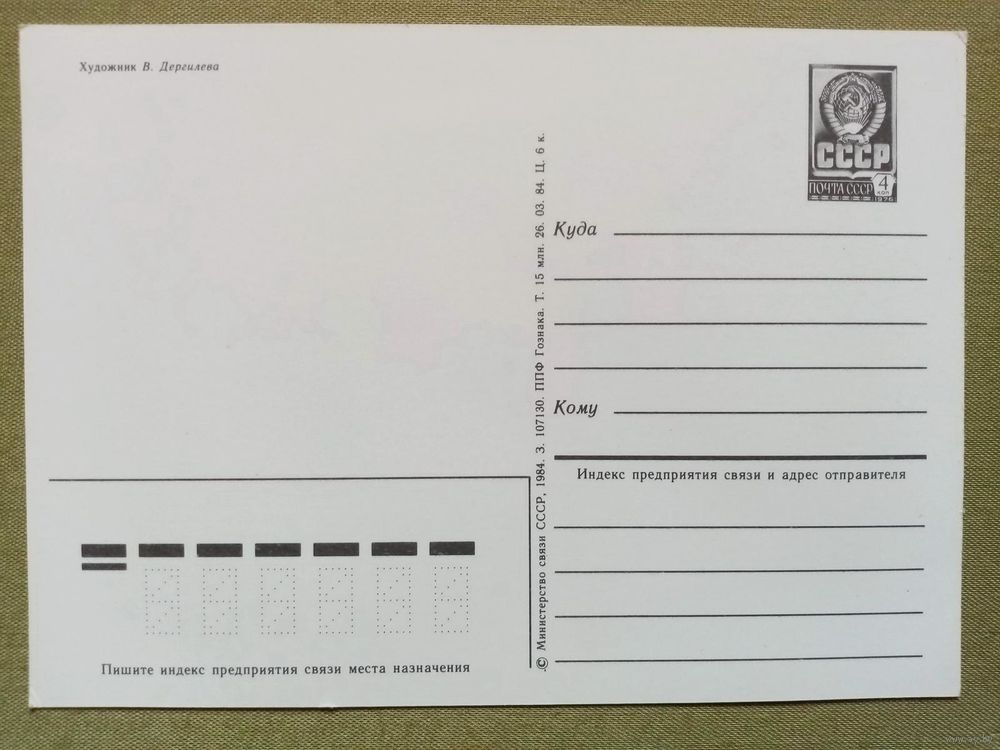 Художник В. Дергилева
СССР
ПОЧТА СССР 4
КОП
1976
Куда
Кому
Индекс предприятия связи и адрес отправителя
© Министерство связи СССР, 1984. З. 107130. ППФ Гознака. Т. 15 млн. 26. 03. 84. Ц. 6 к.
Пишите индекс предприятия связи места назначения